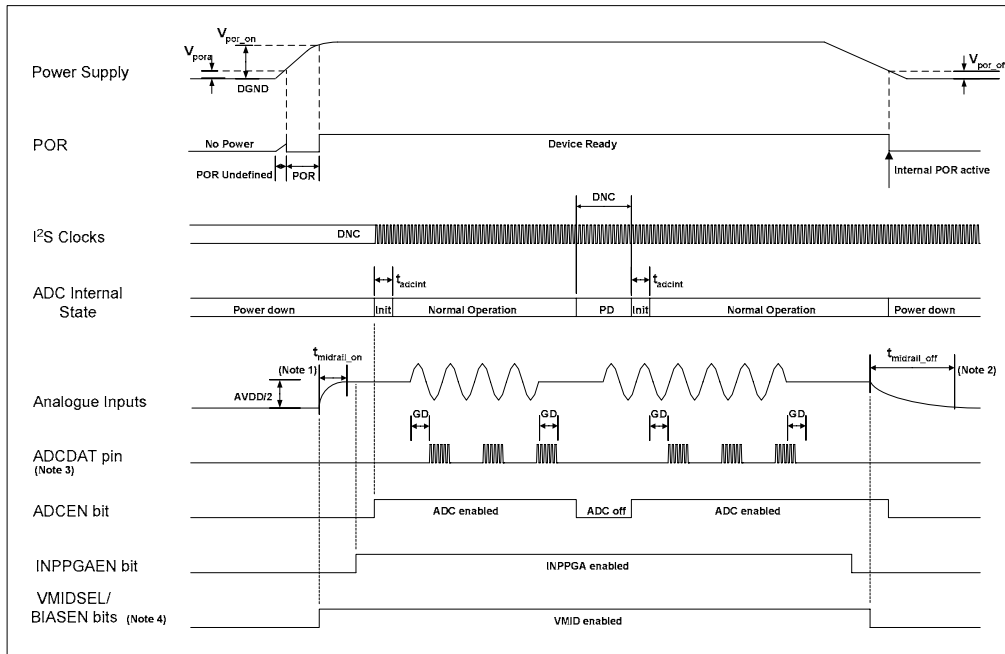 V_por_on
V_pora
Power Supply
DGND
V_por_off
POR
No Power
Device Ready
POR Undefined
POR
Internal POR active
DNC
I²S Clocks
DNC
t_adcint
t_adcint
ADC Internal
State
Power down
Init
Normal Operation
PD
Init
Normal Operation
Power down
t_midrail_on
t_midrail_off
(Note 1)
(Note 2)
AVDD/2
Analogue Inputs
GD
GD
GD
GD
ADCDAT pin
(Note 3)
ADCEN bit
ADC enabled
ADC off
ADC enabled
INPPGAEN bit
INPPGA enabled
VMIDSEL/
BIASEN bits (Note 4)
VMID enabled